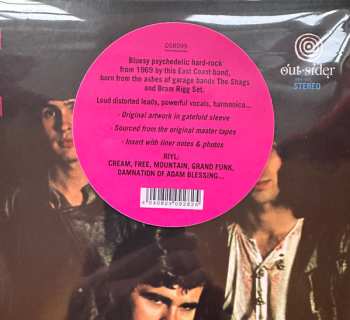 OSR099
Bluesy psychedelic hard-rock
from 1969 by this East Coast band,
born from the ashes of garage bands The Shags
and Bram Rigg Set.
Loud distorted leads, powerful vocals, harmonica...
- Original artwork in gatefold sleeve
- Sourced from the original master tapes
- Insert with liner notes & photos
RIYL:
CREAM, FREE, MOUNTAIN, GRAND FUNK,
DAMNATION OF ADAM BLESSING...
out-sider
STEREO